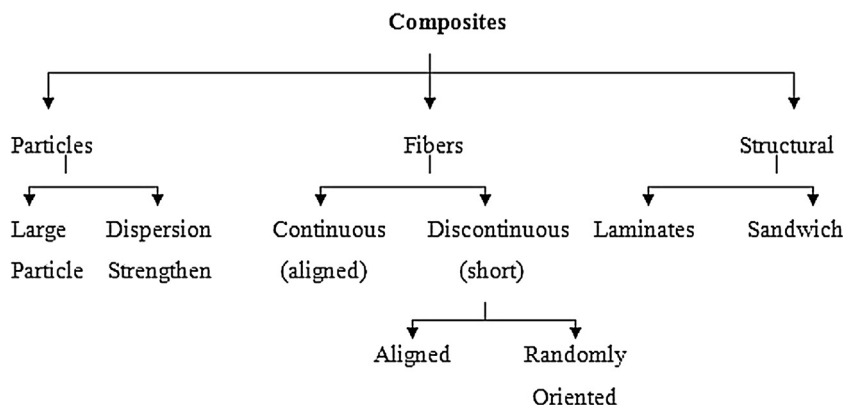 Composites
Particles Fibers Structural
Large Dispersion Continuous Discontinuous Laminates Sandwich
Particle Strengthen (aligned) (short)
Aligned Randomly
Oriented